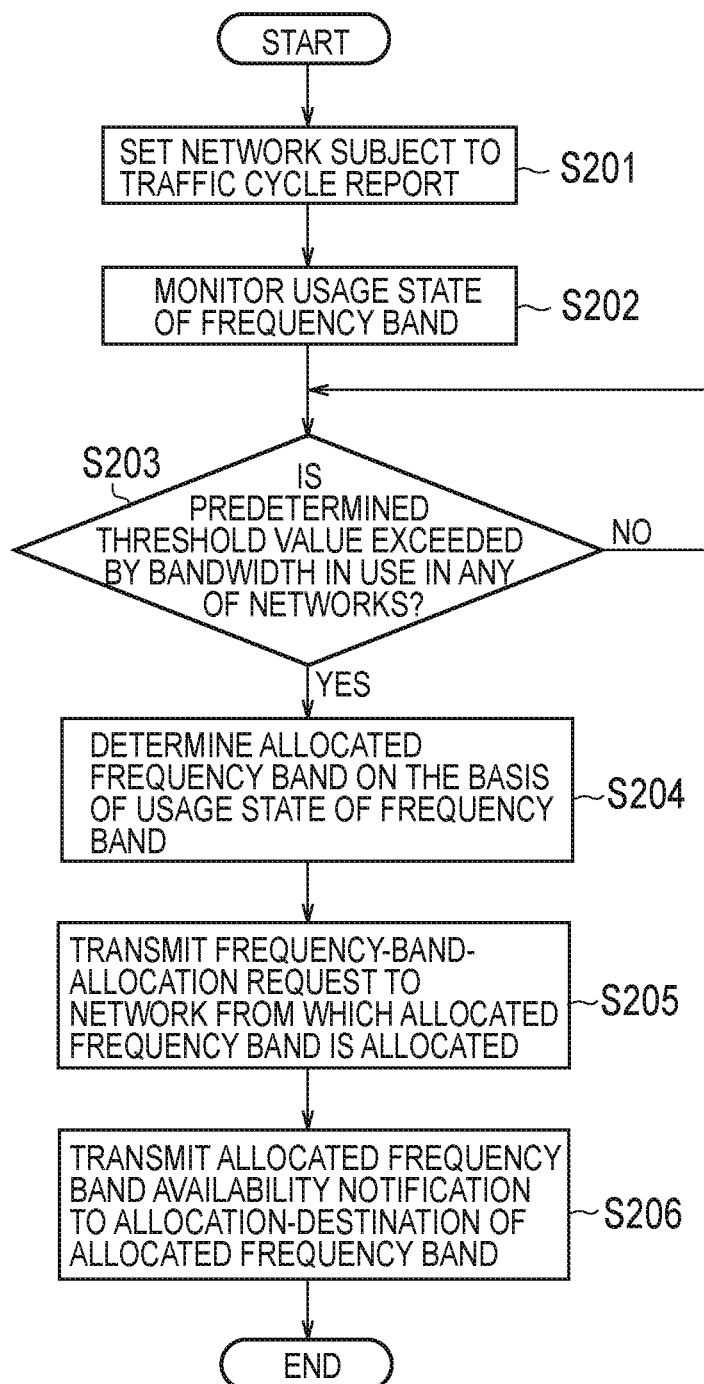 START
SET NETWORK SUBJECT TO
TRAFFIC CYCLE REPORT
S201
MONITOR USAGE STATE
OF FREQUENCY BAND
S202
S203
IS
PREDETERMINED
THRESHOLD VALUE EXCEEDED
BY BANDWIDTH IN USE IN ANY
OF NETWORKS?
NO
YES
DETERMINE ALLOCATED
FREQUENCY BAND ON THE BASIS
OF USAGE STATE OF FREQUENCY
BAND
S204
TRANSMIT FREQUENCY-BAND-
ALLOCATION REQUEST TO
NETWORK FROM WHICH ALLOCATED
FREQUENCY BAND IS ALLOCATED
S205
TRANSMIT ALLOCATED FREQUENCY
BAND AVAILABILITY NOTIFICATION
TO ALLOCATION-DESTINATION OF
ALLOCATED FREQUENCY BAND
S206
END